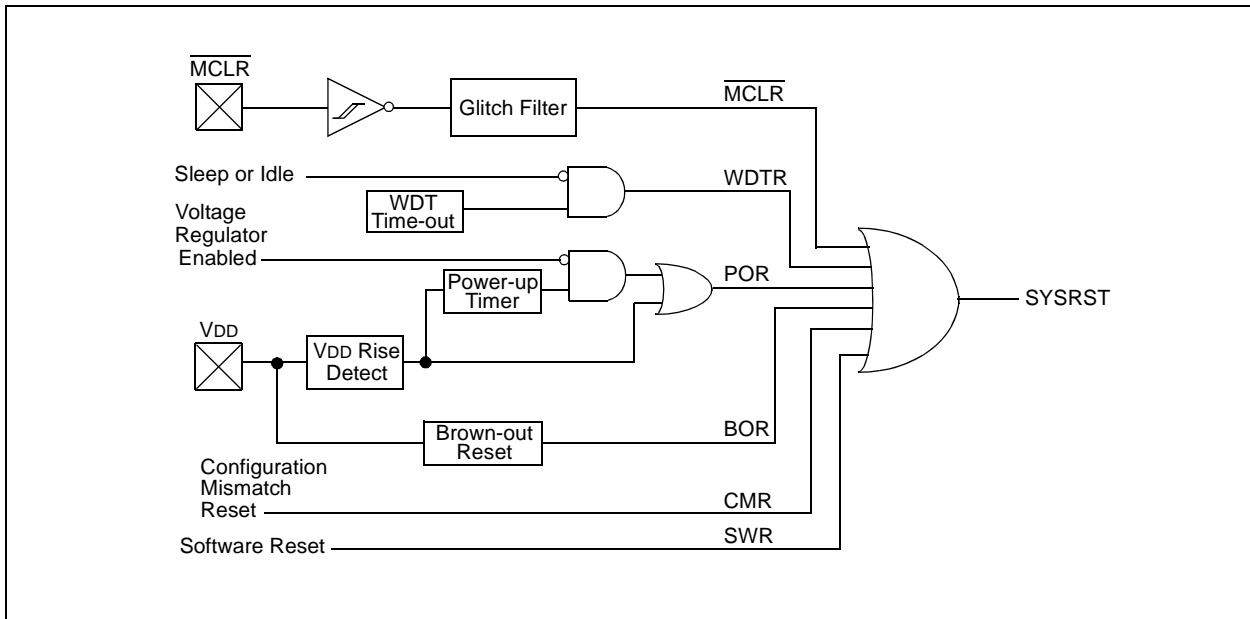 MCLR
Glitch Filter
MCLR
Sleep or Idle
WDT
Time-out
WDTR
Voltage
Regulator
Enabled
Power-up
Timer
POR
SYSRST
VDD
VDD Rise
Detect
Brown-out
Reset
BOR
Configuration
Mismatch
Reset
CMR
Software Reset
SWR